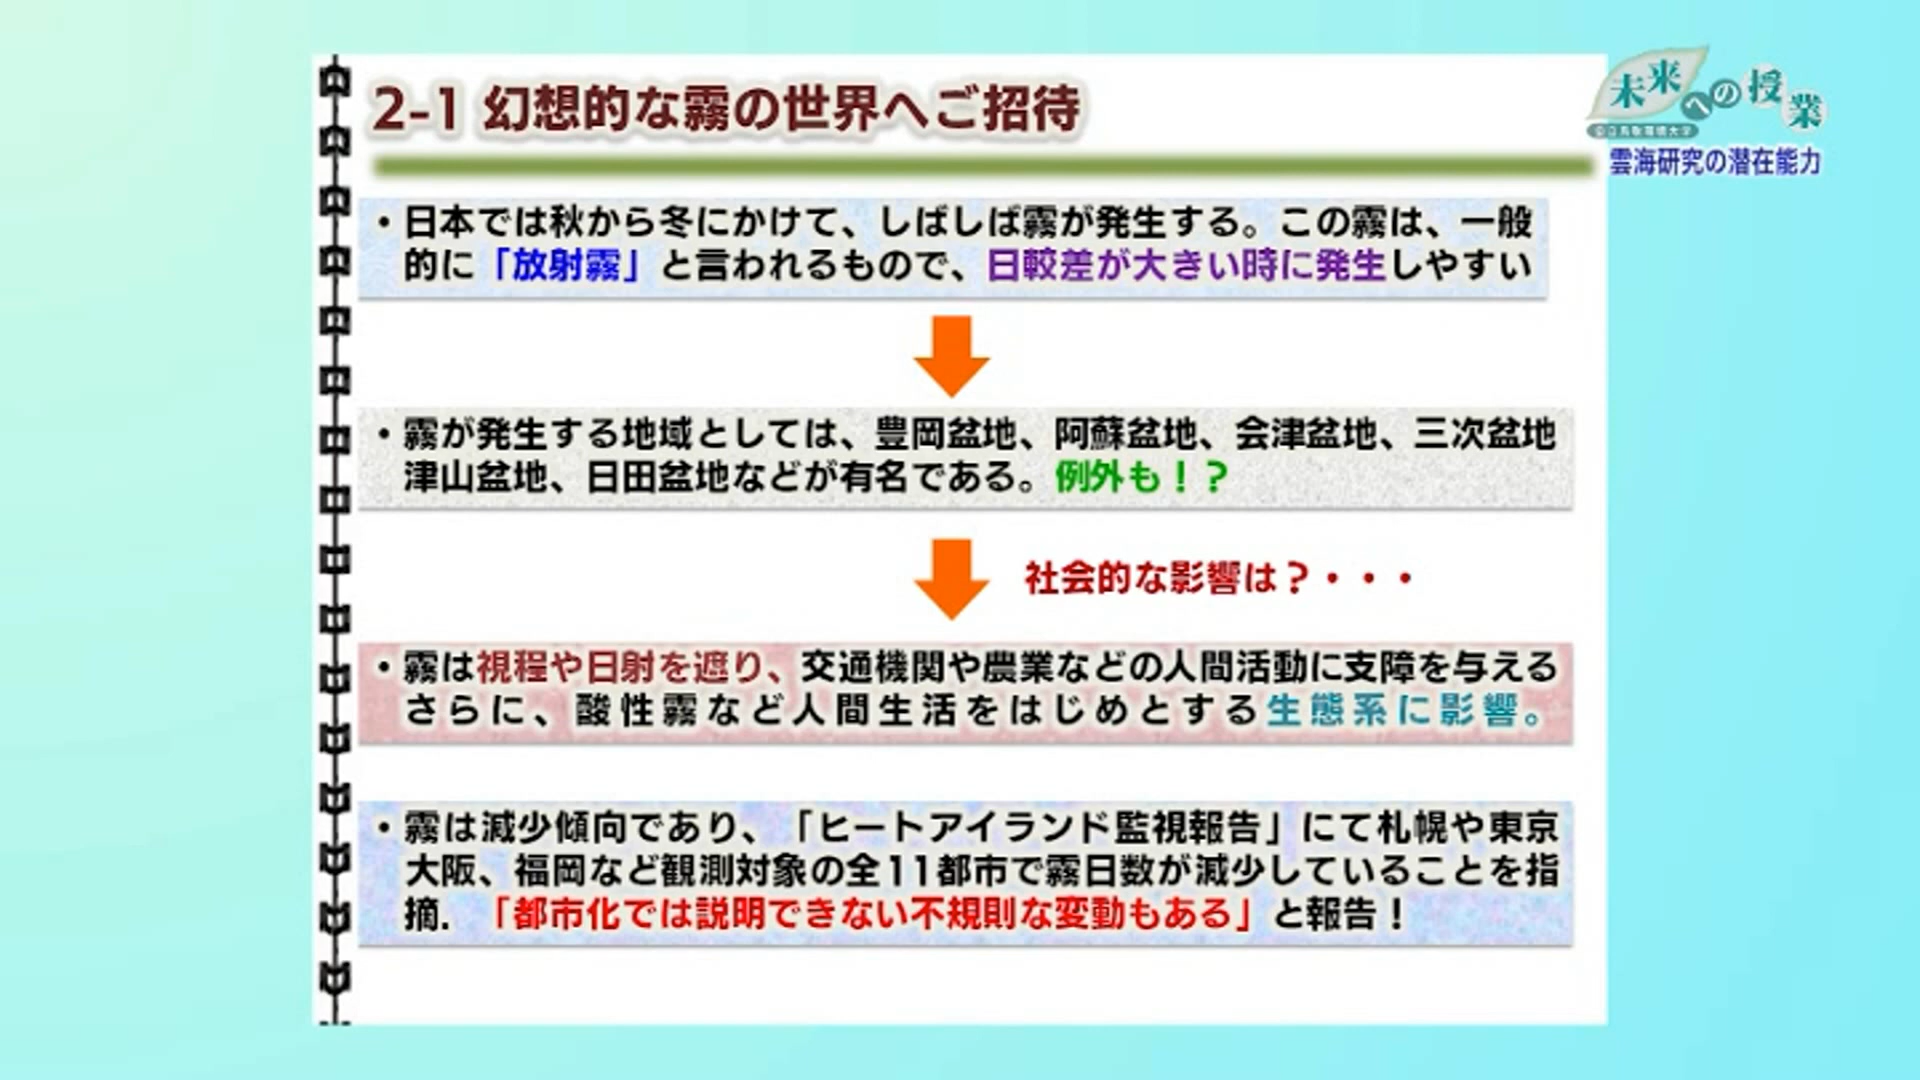 2-1 幻想的な霧の世界へご招待
未来への授業
公立鳥取環境大学
雲海研究の潜在能力
・日本では秋から冬にかけて、しばしば霧が発生する。この霧は、一般
的に「放射霧」と言われるもので、日較差が大きい時に発生しやすい
・霧が発生する地域としては、豊岡盆地、阿蘇盆地、会津盆地、三次盆地
津山盆地、日田盆地などが有名である。例外も！？
社会的な影響は？・・・
・霧は視程や日射を遮り、交通機関や農業などの人間活動に支障を与える
さらに、酸性霧など人間生活をはじめとする生態系に影響。
・霧は減少傾向であり、「ヒートアイランド監視報告」にて札幌や東京
大阪、福岡など観測対象の全11都市で霧日数が減少していることを指
摘.　「都市化では説明できない不規則な変動もある」と報告！